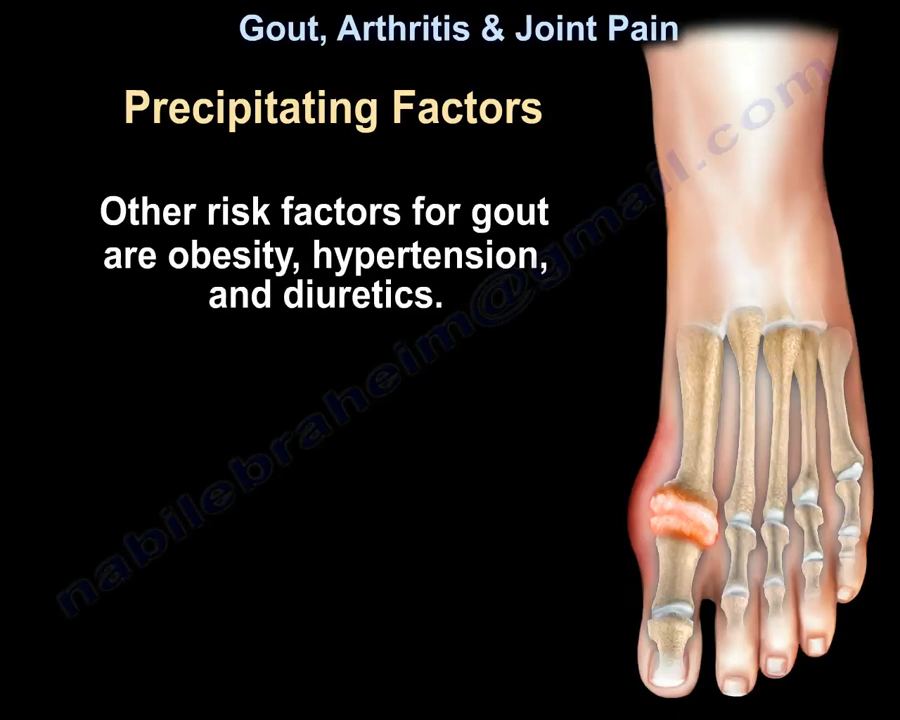 Gout, Arthritis & Joint Pain
Precipitating Factors
Other risk factors for gout
are obesity, hypertension,
and diuretics.
nabilebraheim@gmail.com